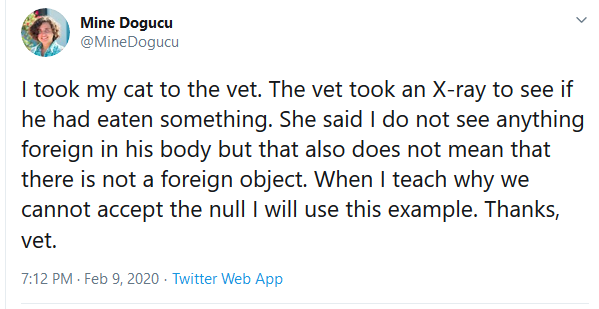 Mine Dogucu
@MineDogucu
I took my cat to the vet. The vet took an X-ray to see if
he had eaten something. She said I do not see anything
foreign in his body but that also does not mean that
there is not a foreign object. When I teach why we
cannot accept the null I will use this example. Thanks,
vet.
7:12 PM · Feb 9, 2020 · Twitter Web App